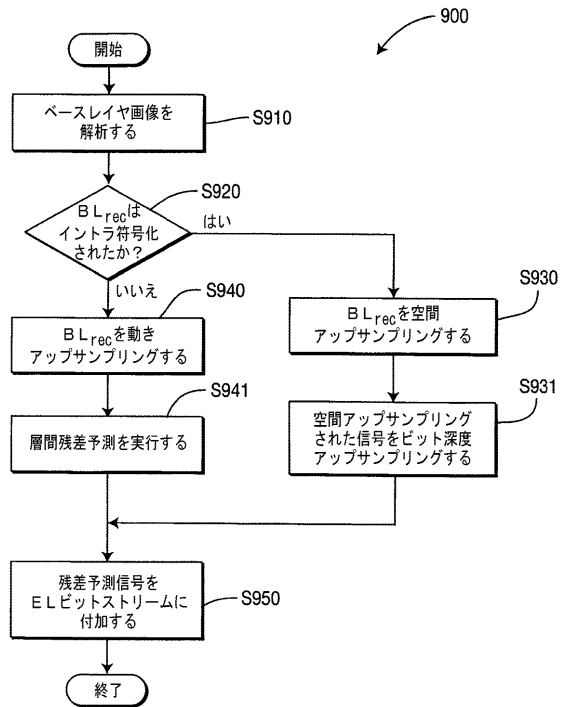 900
開始
ベースレイヤ画像を
解析する
S910
BLrecは
イントラ符号化
されたか?
S920
はい
いいえ
S940
BLrecを動き
アップサンプリングする
S930
BLrecを空間
アップサンプリングする
S941
層間残差予測を実行する
S931
空間アップサンプリング
された信号をビット深度
アップサンプリングする
残差予測信号を
ELビットストリームに
付加する
S950
終了